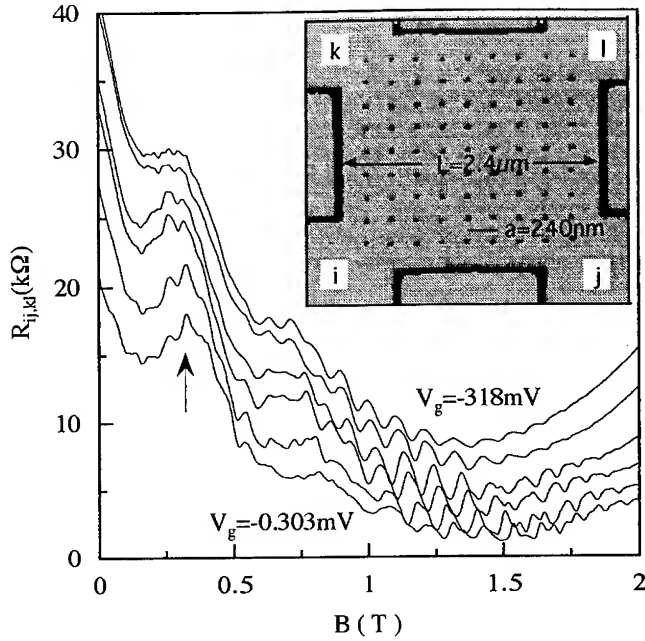 40
30
20
10
0
R_ij,kl(kΩ)
k
l
L=2.4μm
a=240nm
i
j
V_g=-318mV
V_g=-0.303mV
0
0.5
1
1.5
2
B ( T )